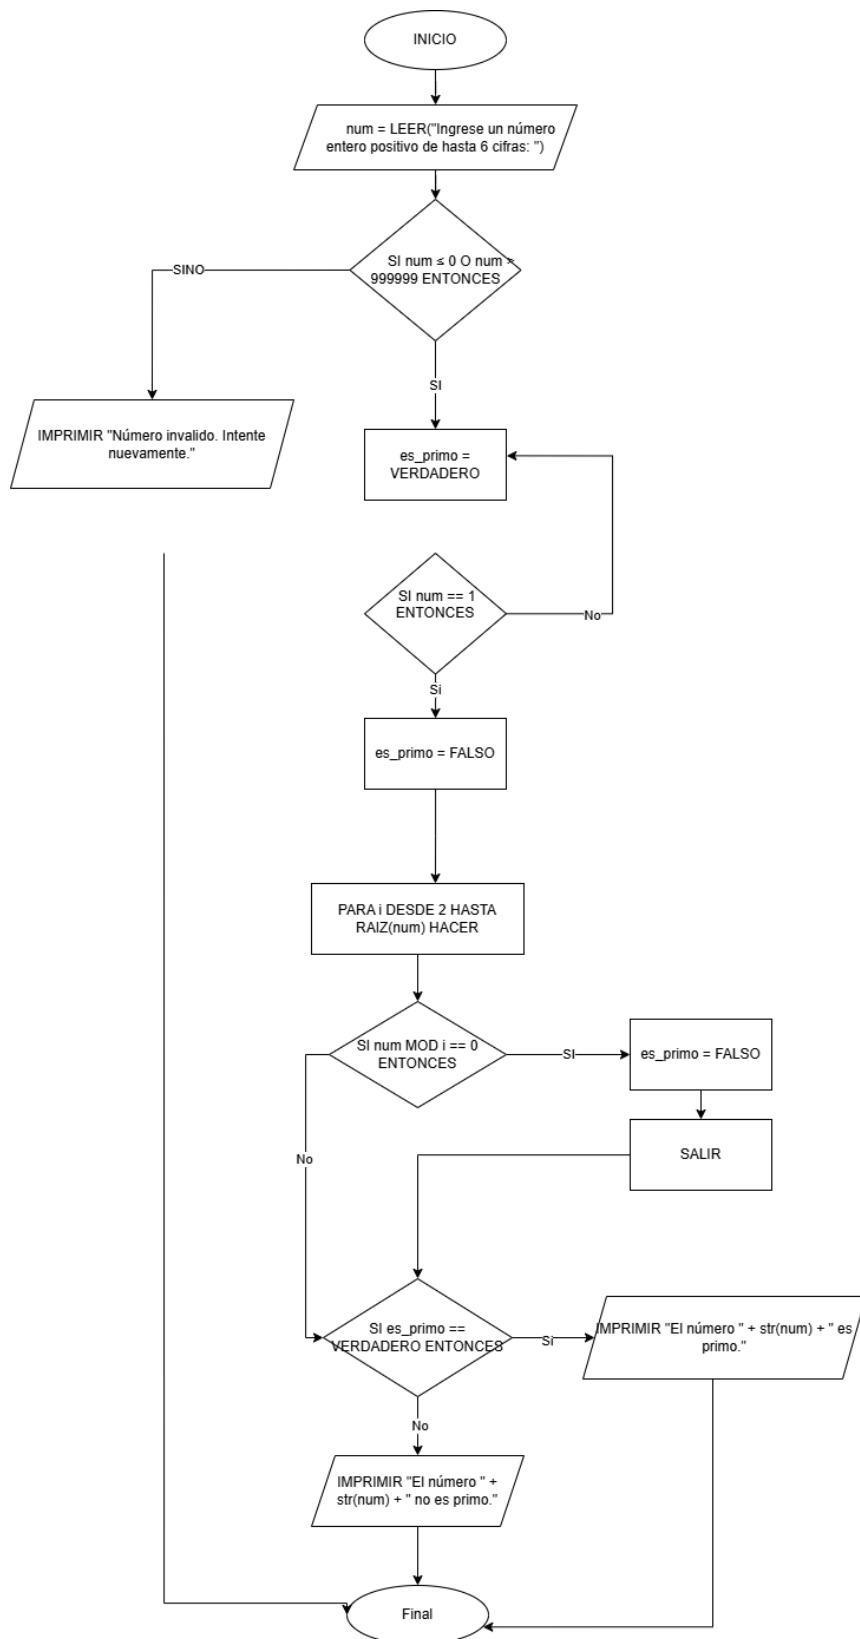 INICIO
num = LEER("Ingrese un número
entero positivo de hasta 6 cifras: ")
SI num ≤ 0 O num >
999999 ENTONCES
SINO
SI
IMPRIMIR "Número invalido. Intente
nuevamente."
es_primo =
VERDADERO
SI num == 1
ENTONCES
No
Si
es_primo = FALSO
PARA i DESDE 2 HASTA
RAIZ(num) HACER
SI num MOD i == 0
ENTONCES
SI
es_primo = FALSO
No
SALIR
SI es_primo ==
VERDADERO ENTONCES
Si
IMPRIMIR "El número " + str(num) + " es
primo."
No
IMPRIMIR "El número " +
str(num) + " no es primo."
Final